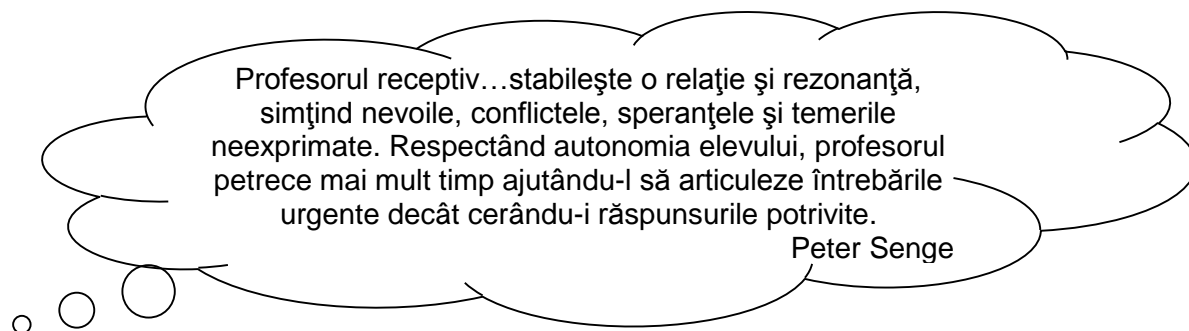 Profesorul receptiv…stabileşte o relaţie şi rezonanţă,
simţind nevoile, conflictele, speranţele şi temerile
neexprimate. Respectând autonomia elevului, profesorul
petrece mai mult timp ajutându-l să articuleze întrebările
urgente decât cerându-i răspunsurile potrivite.
Peter Senge